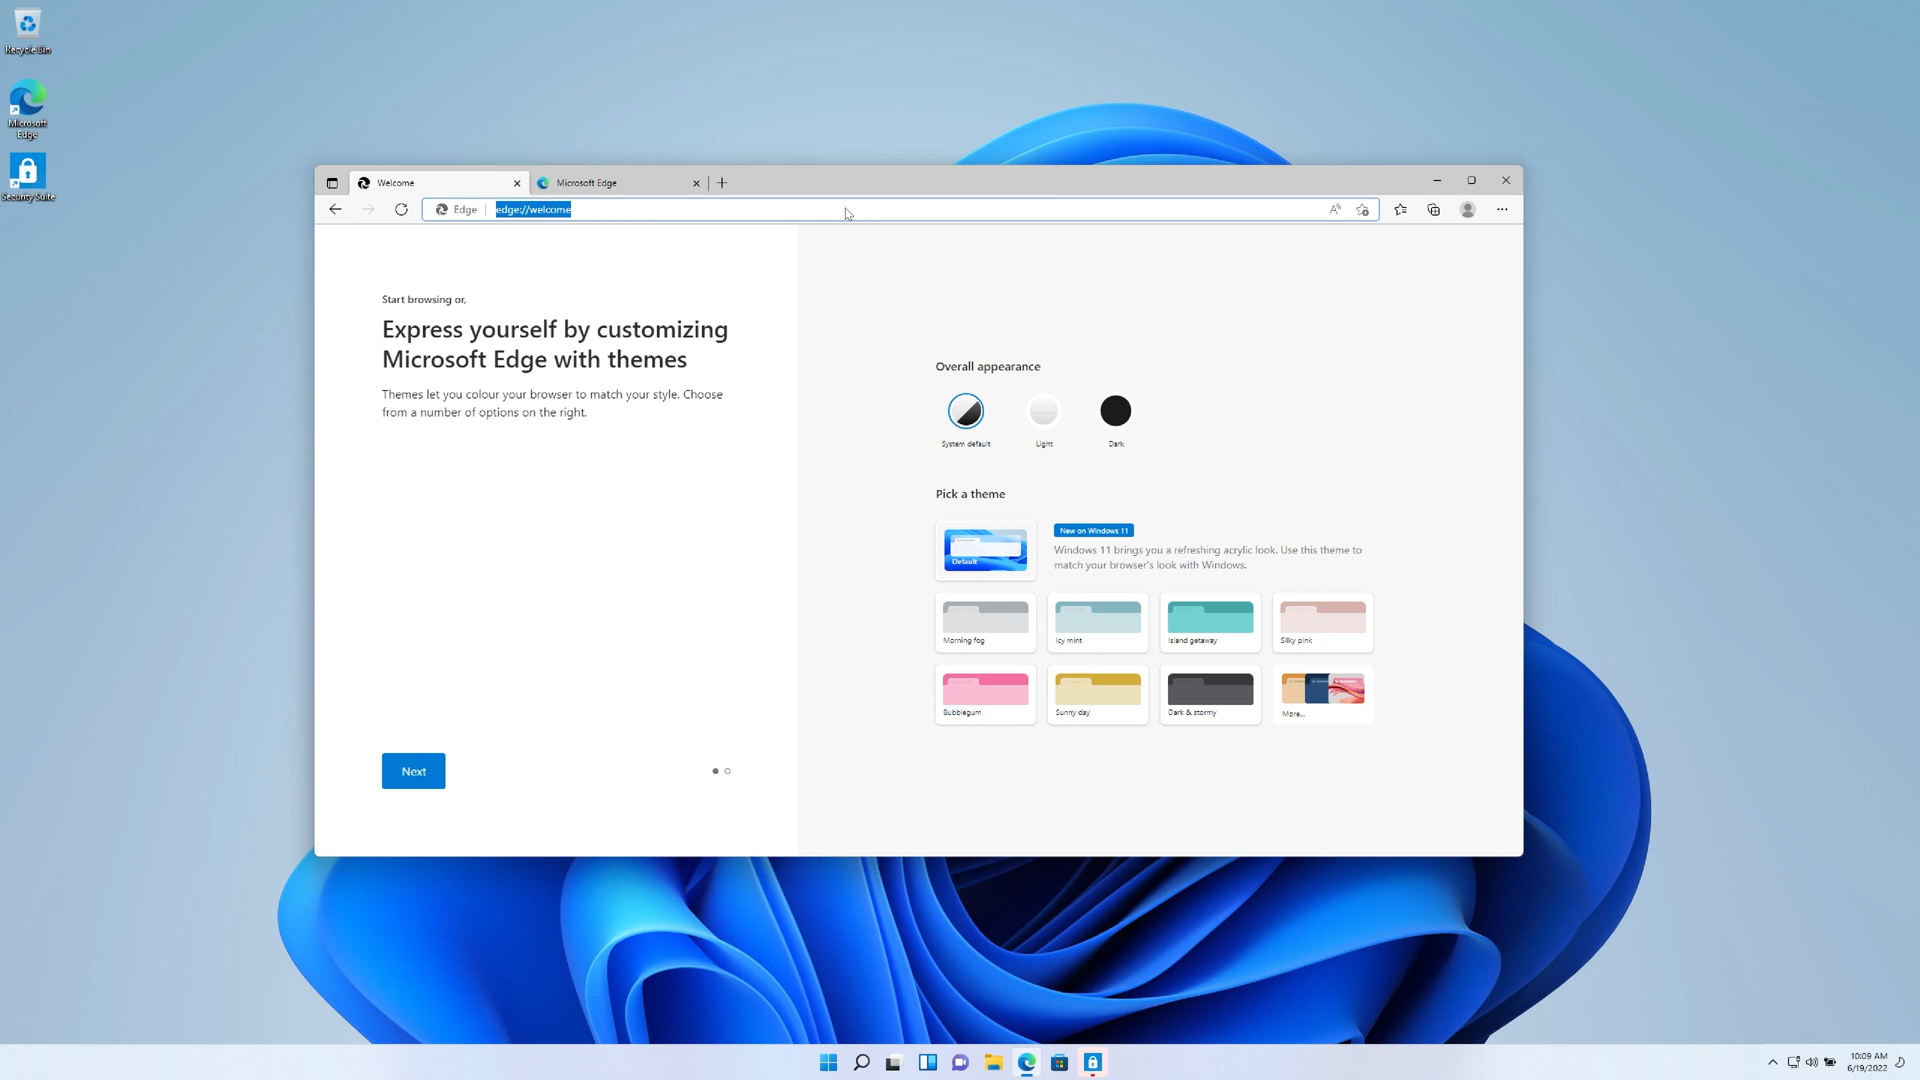 Recycle Bin
Microsoft
Edge
Security Suite
Welcome
Microsoft Edge
Edge
edge://welcome
Start browsing or,
Express yourself by customizing
Microsoft Edge with themes
Themes let you colour your browser to match your style. Choose
from a number of options on the right.
Next
Overall appearance
System default
Light
Dark
Pick a theme
Default
New on Windows 11
Windows 11 brings you a refreshing acrylic look. Use this theme to
match your browser's look with Windows.
Morning fog
Icy mint
Island getaway
Silky pink
Bubblegum
Sunny day
Dark & stormy
More...
10:09 AM
6/19/2022